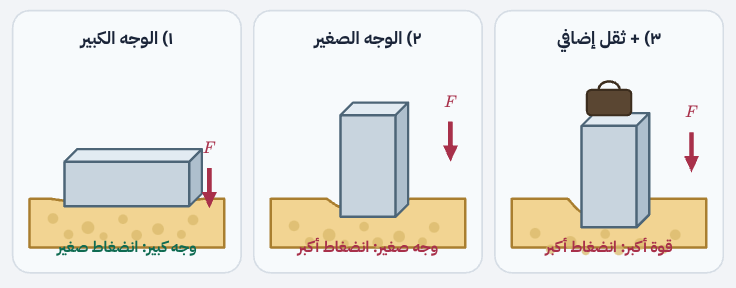 ١) الوجه الكبير
F
وجه كبير: انضغاط صغير
٢) الوجه الصغير
F
وجه صغير: انضغاط أكبر
٣) + ثقل إضافي
F
قوة أكبر: انضغاط أكبر